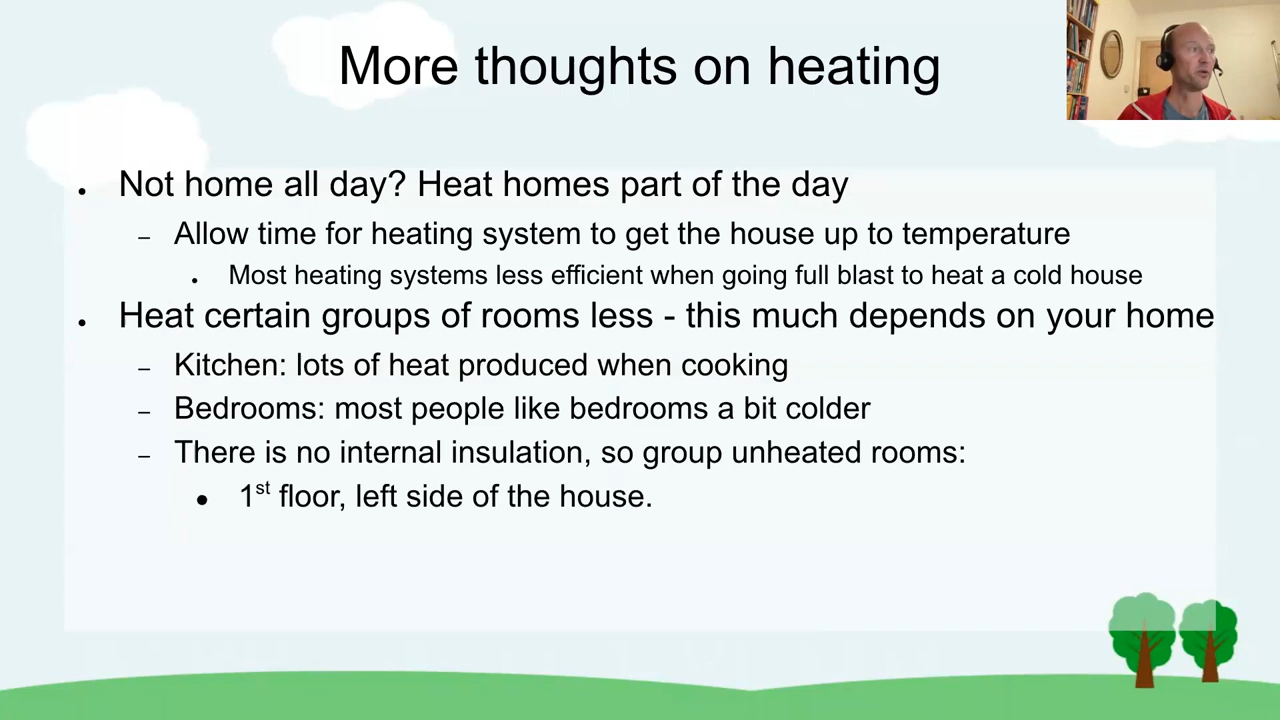 More thoughts on heating
● Not home all day? Heat homes part of the day
– Allow time for heating system to get the house up to temperature
● Most heating systems less efficient when going full blast to heat a cold house
● Heat certain groups of rooms less - this much depends on your home
– Kitchen: lots of heat produced when cooking
– Bedrooms: most people like bedrooms a bit colder
– There is no internal insulation, so group unheated rooms:
● 1st floor, left side of the house.